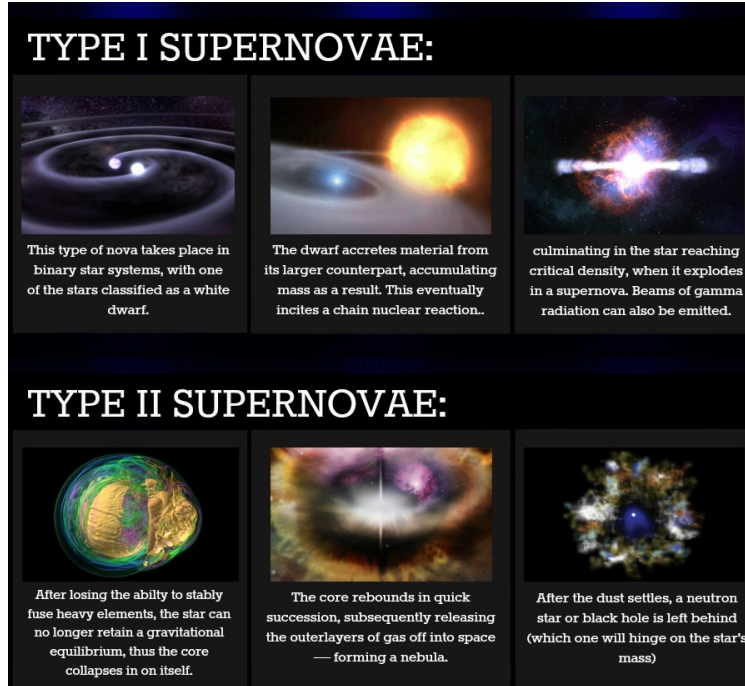 TYPE I SUPERNOVAE:
This type of nova takes place in
binary star systems, with one
of the stars classified as a white
dwarf.
The dwarf accretes material from
its larger counterpart, accumulating
mass as a result. This eventually
incites a chain nuclear reaction..
culminating in the star reaching
critical density, when it explodes
in a supernova. Beams of gamma
radiation can also be emitted.
TYPE II SUPERNOVAE:
After losing the abilty to stably
fuse heavy elements, the star can
no longer retain a gravitational
equilibrium, thus the core
collapses in on itself.
The core rebounds in quick
succession, subsequently releasing
the outerlayers of gas off into space
— forming a nebula.
After the dust settles, a neutron
star or black hole is left behind
(which one will hinge on the star's
mass)